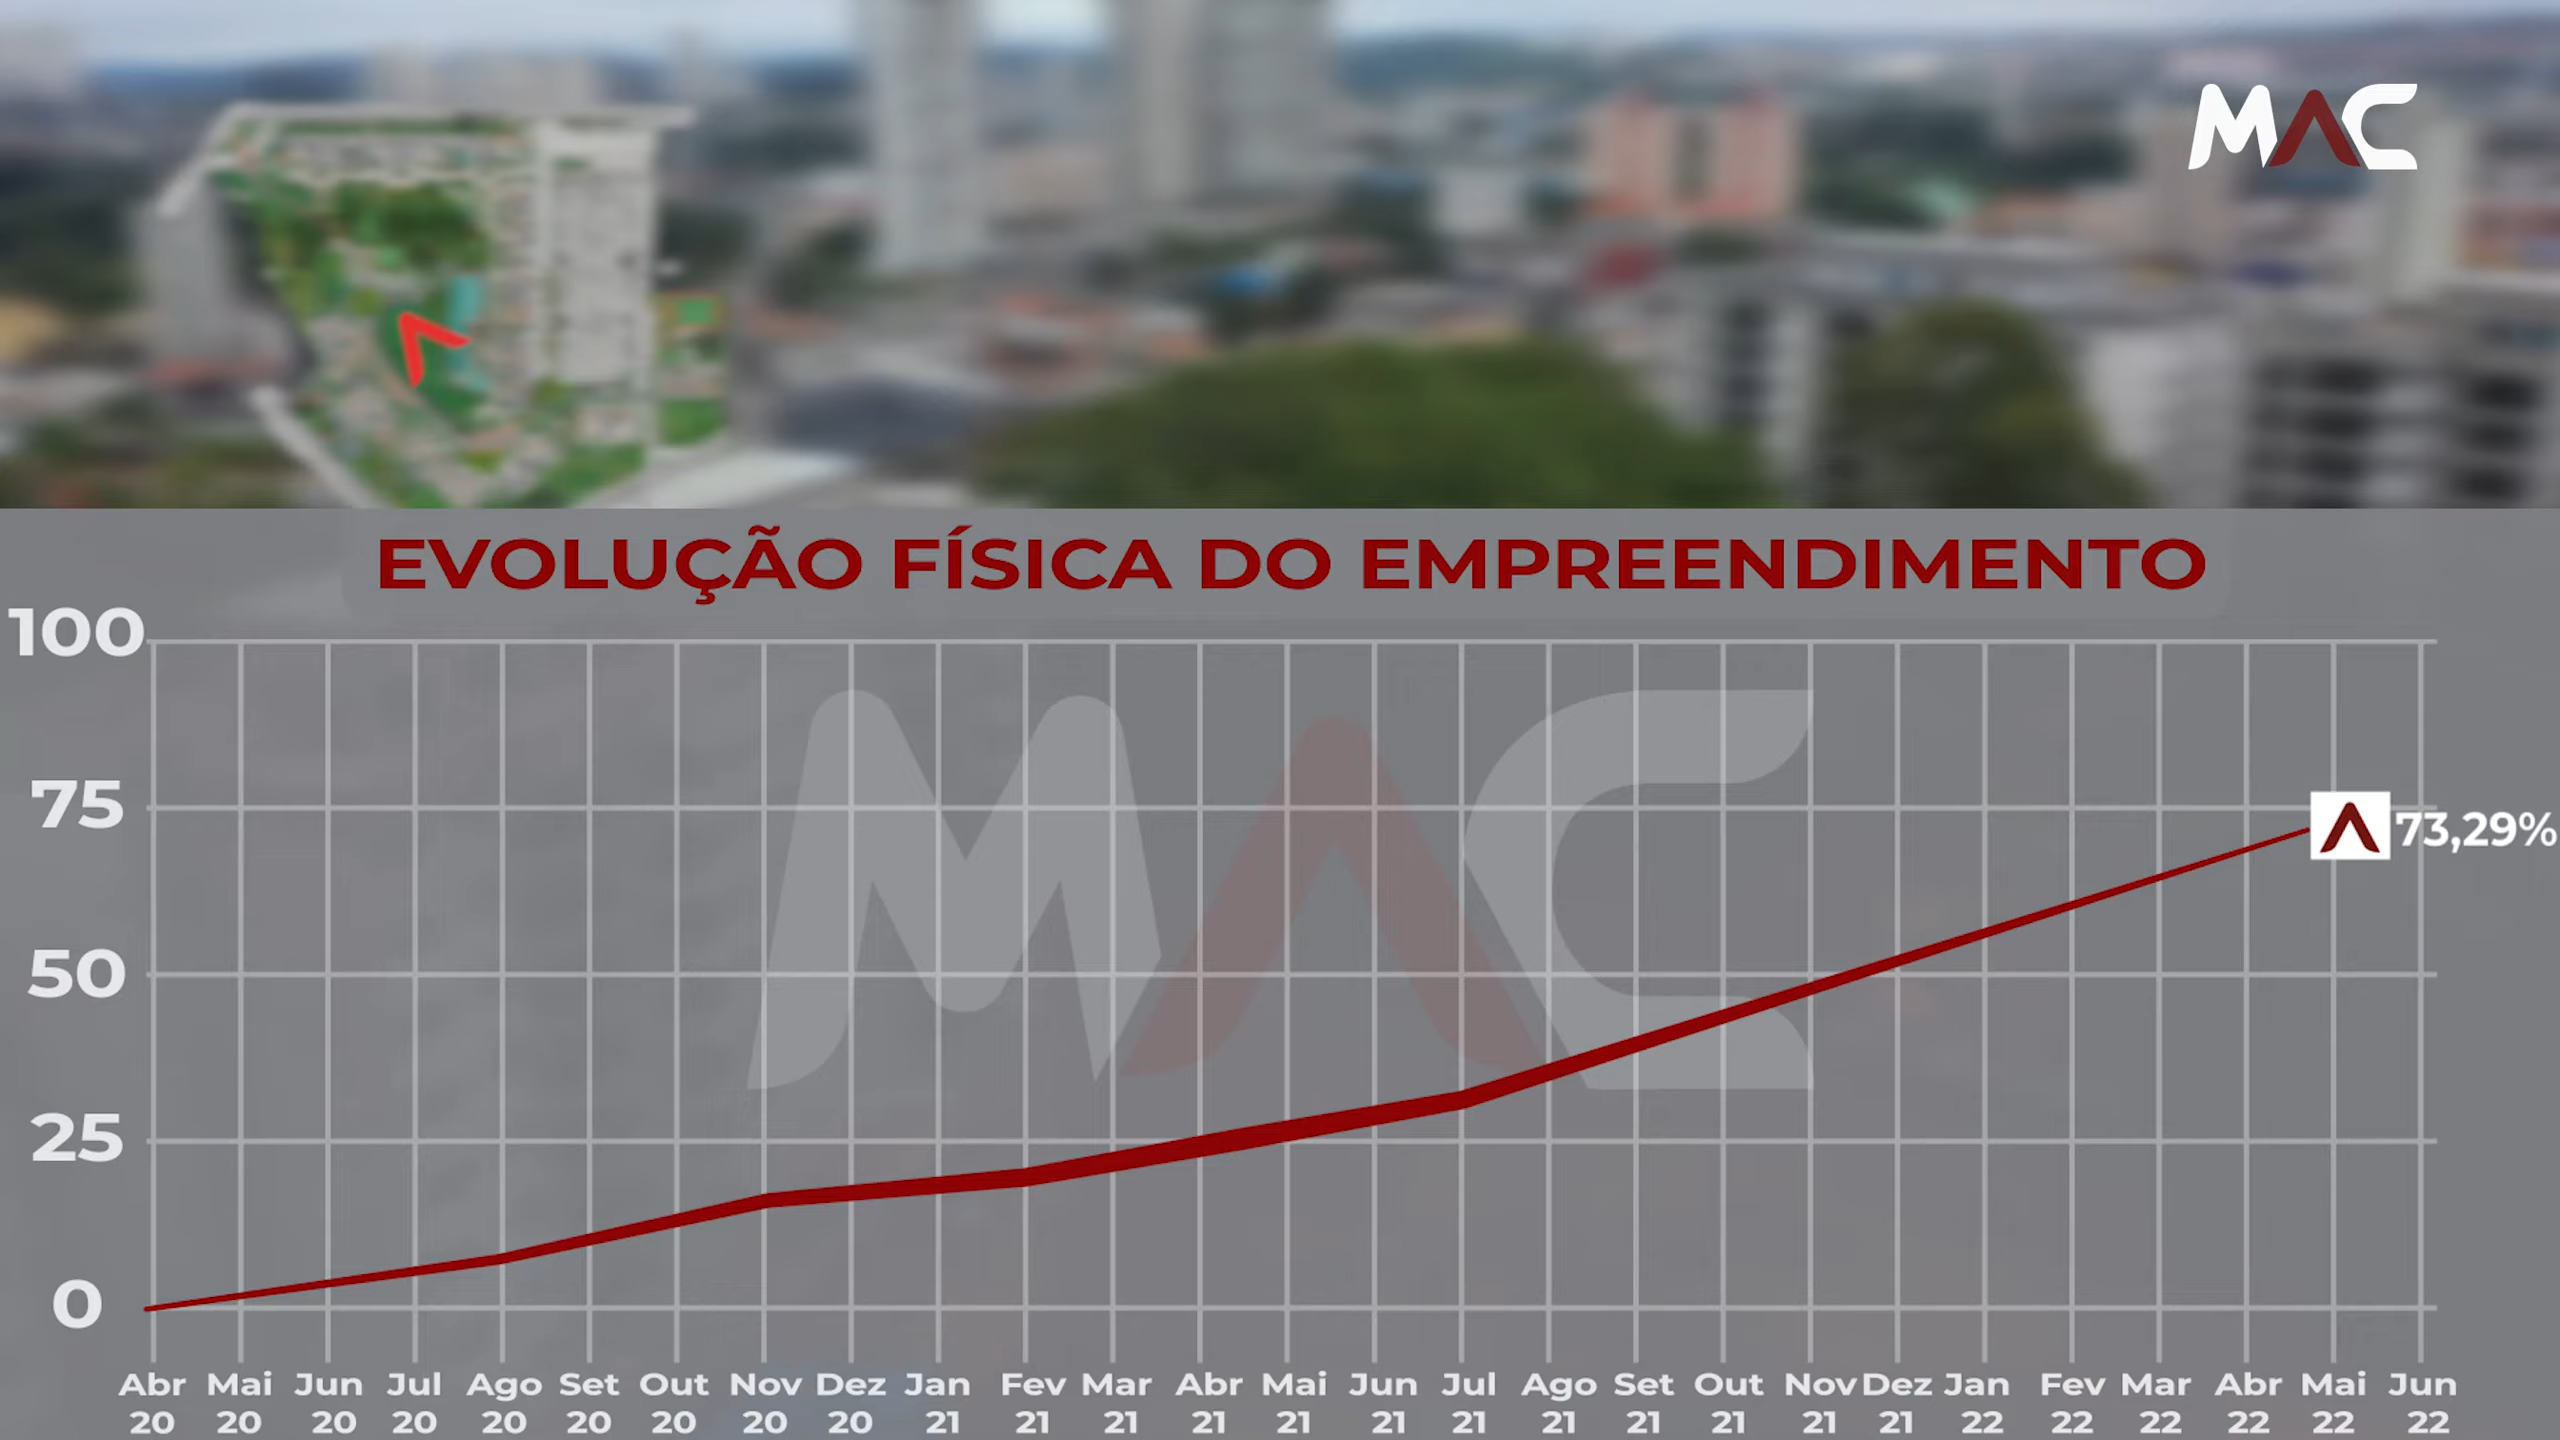 MAC
EVOLUÇÃO FÍSICA DO EMPREENDIMENTO
100
75
73,29%
50
25
0
MAC
Abr Mai Jun Jul Ago Set Out Nov Dez Jan Fev Mar Abr Mai Jun Jul Ago Set Out Nov Dez Jan Fev Mar Abr Mai Jun
20 20 20 20 20 20 20 20 20 21 21 21 21 21 21 21 21 21 21 21 21 22 22 22 22 22 22